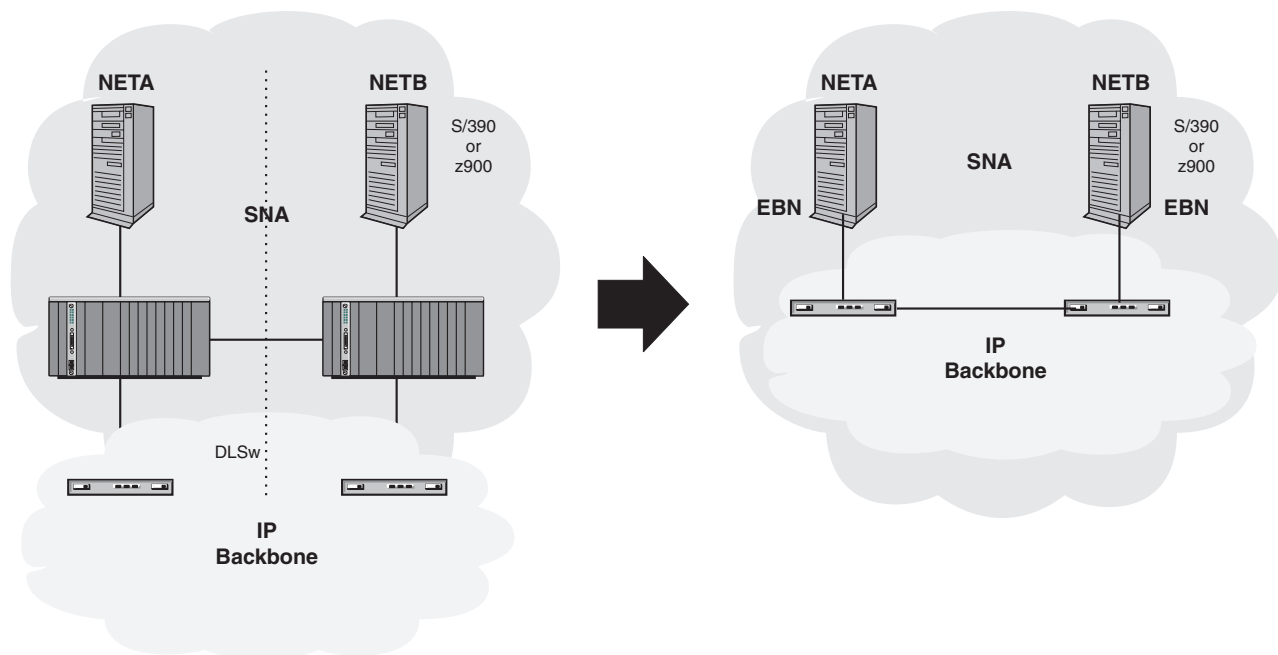 NETA
NETB
S/390
or
z900
SNA
DLSw
IP
Backbone
NETA
NETB
S/390
or
z900
SNA
EBN
EBN
IP
Backbone